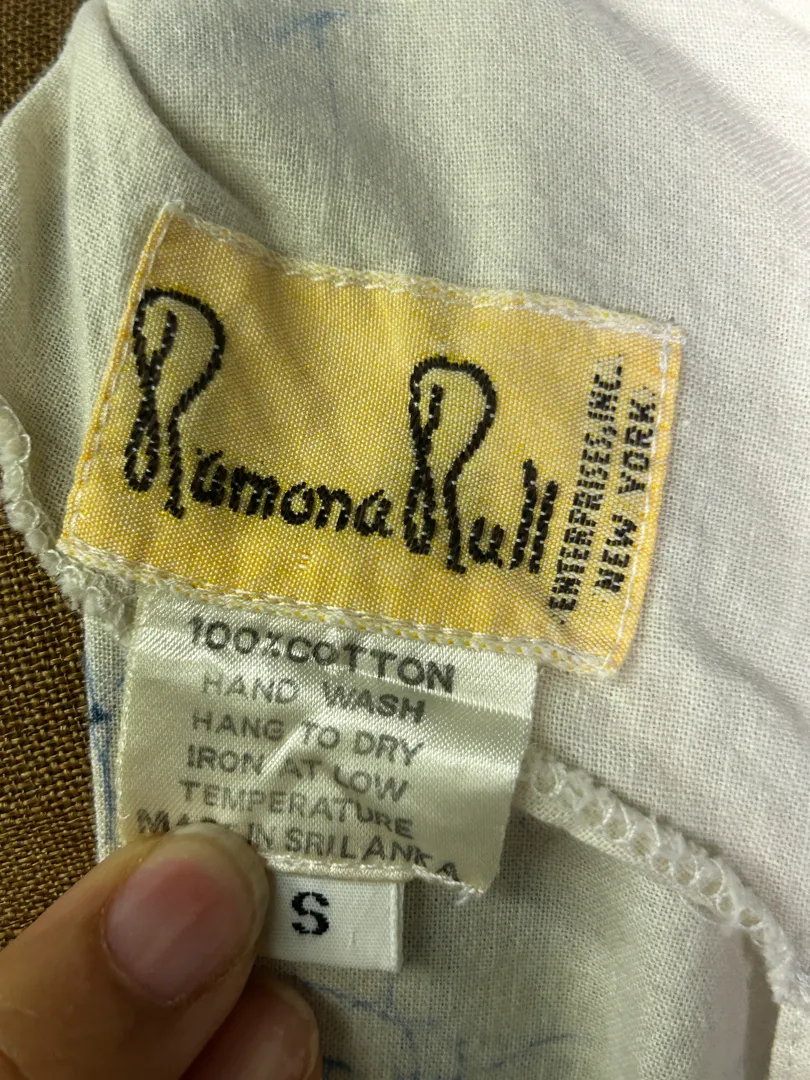 Ramona Rull
ENTERPRISES, INC.
NEW YORK
100%COTTON
HAND WASH
HANG TO DRY
IRON AT LOW
TEMPERATURE
IN SRI LANKA
S